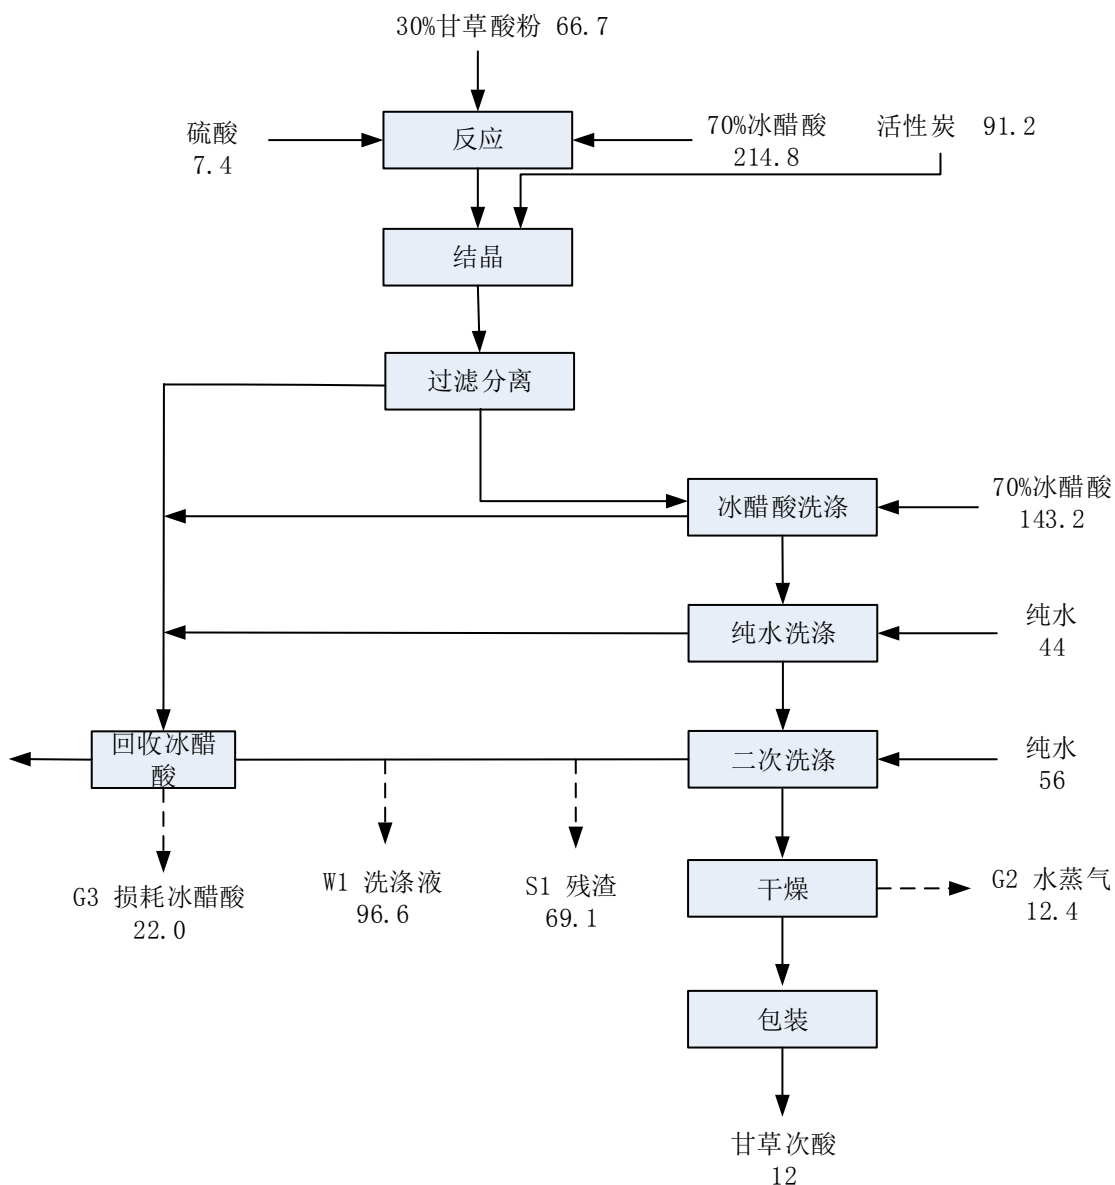 30%甘草酸粉 66.7
硫酸
7.4
反应
70%冰醋酸
214.8
活性炭 91.2
结晶
过滤分离
冰醋酸洗涤
70%冰醋酸
143.2
纯水洗涤
纯水
44
回收冰醋
酸
二次洗涤
纯水
56
G3 损耗冰醋酸
22.0
W1 洗涤液
96.6
S1 残渣
69.1
干燥
G2 水蒸气
12.4
包装
甘草次酸
12